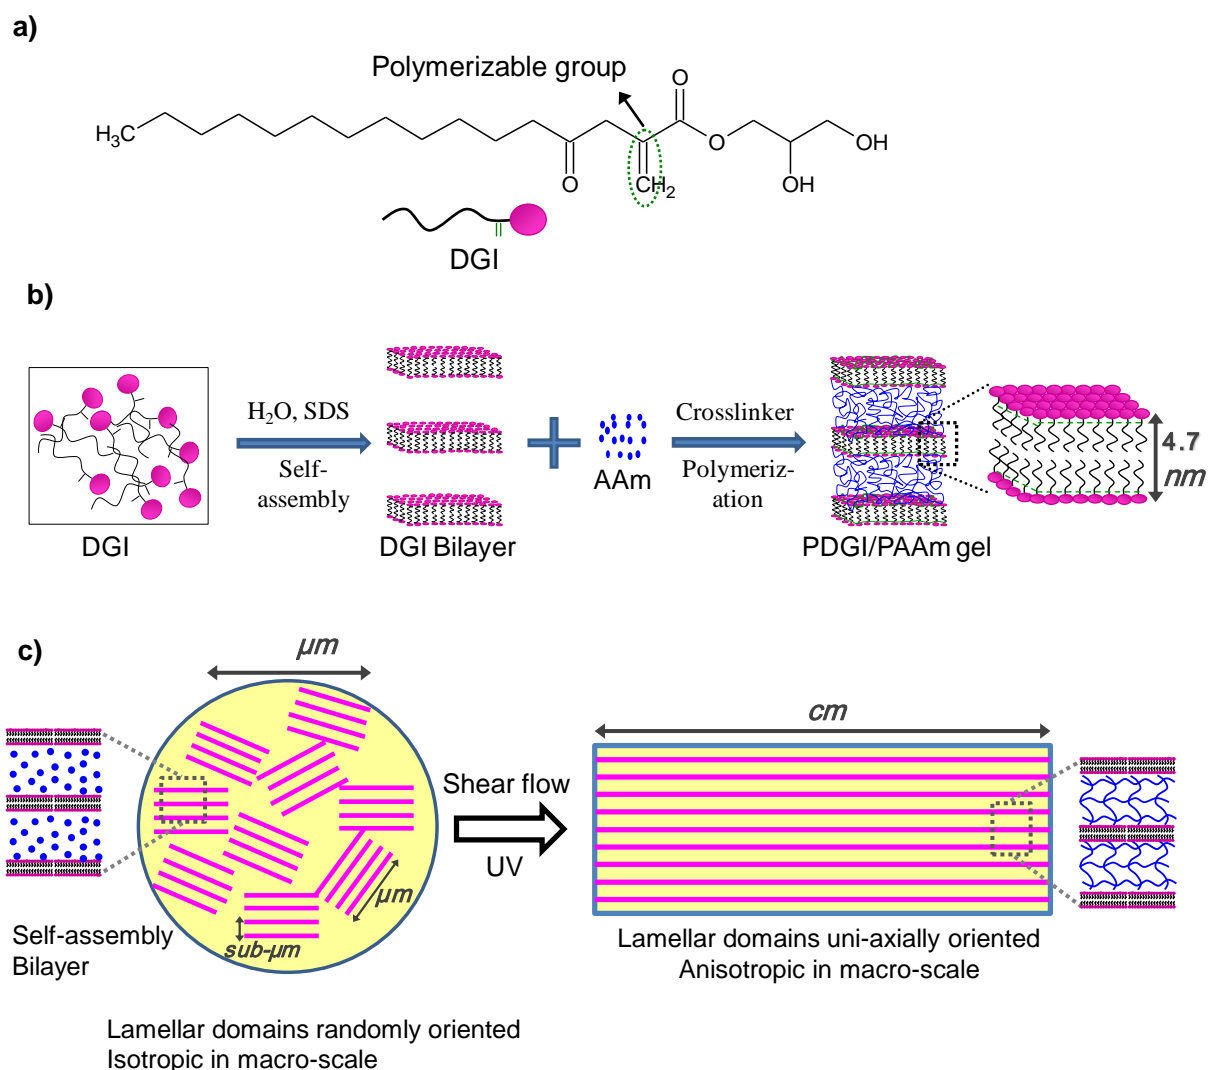 a)
Polymerizable group
O
H3C
O
OH
O
CH2
OH
DGI
b)
H2O, SDS
Self-
assembly
DGI
DGI Bilayer
AAm
Crosslinker
Polymeriz-
ation
PDGI/PAAm gel
4.7
nm
c)
μm
cm
Shear flow
UV
μm
sub-μm
Self-assembly
Bilayer
Lamellar domains uni-axially oriented
Anisotropic in macro-scale
Lamellar domains randomly oriented
Isotropic in macro-scale